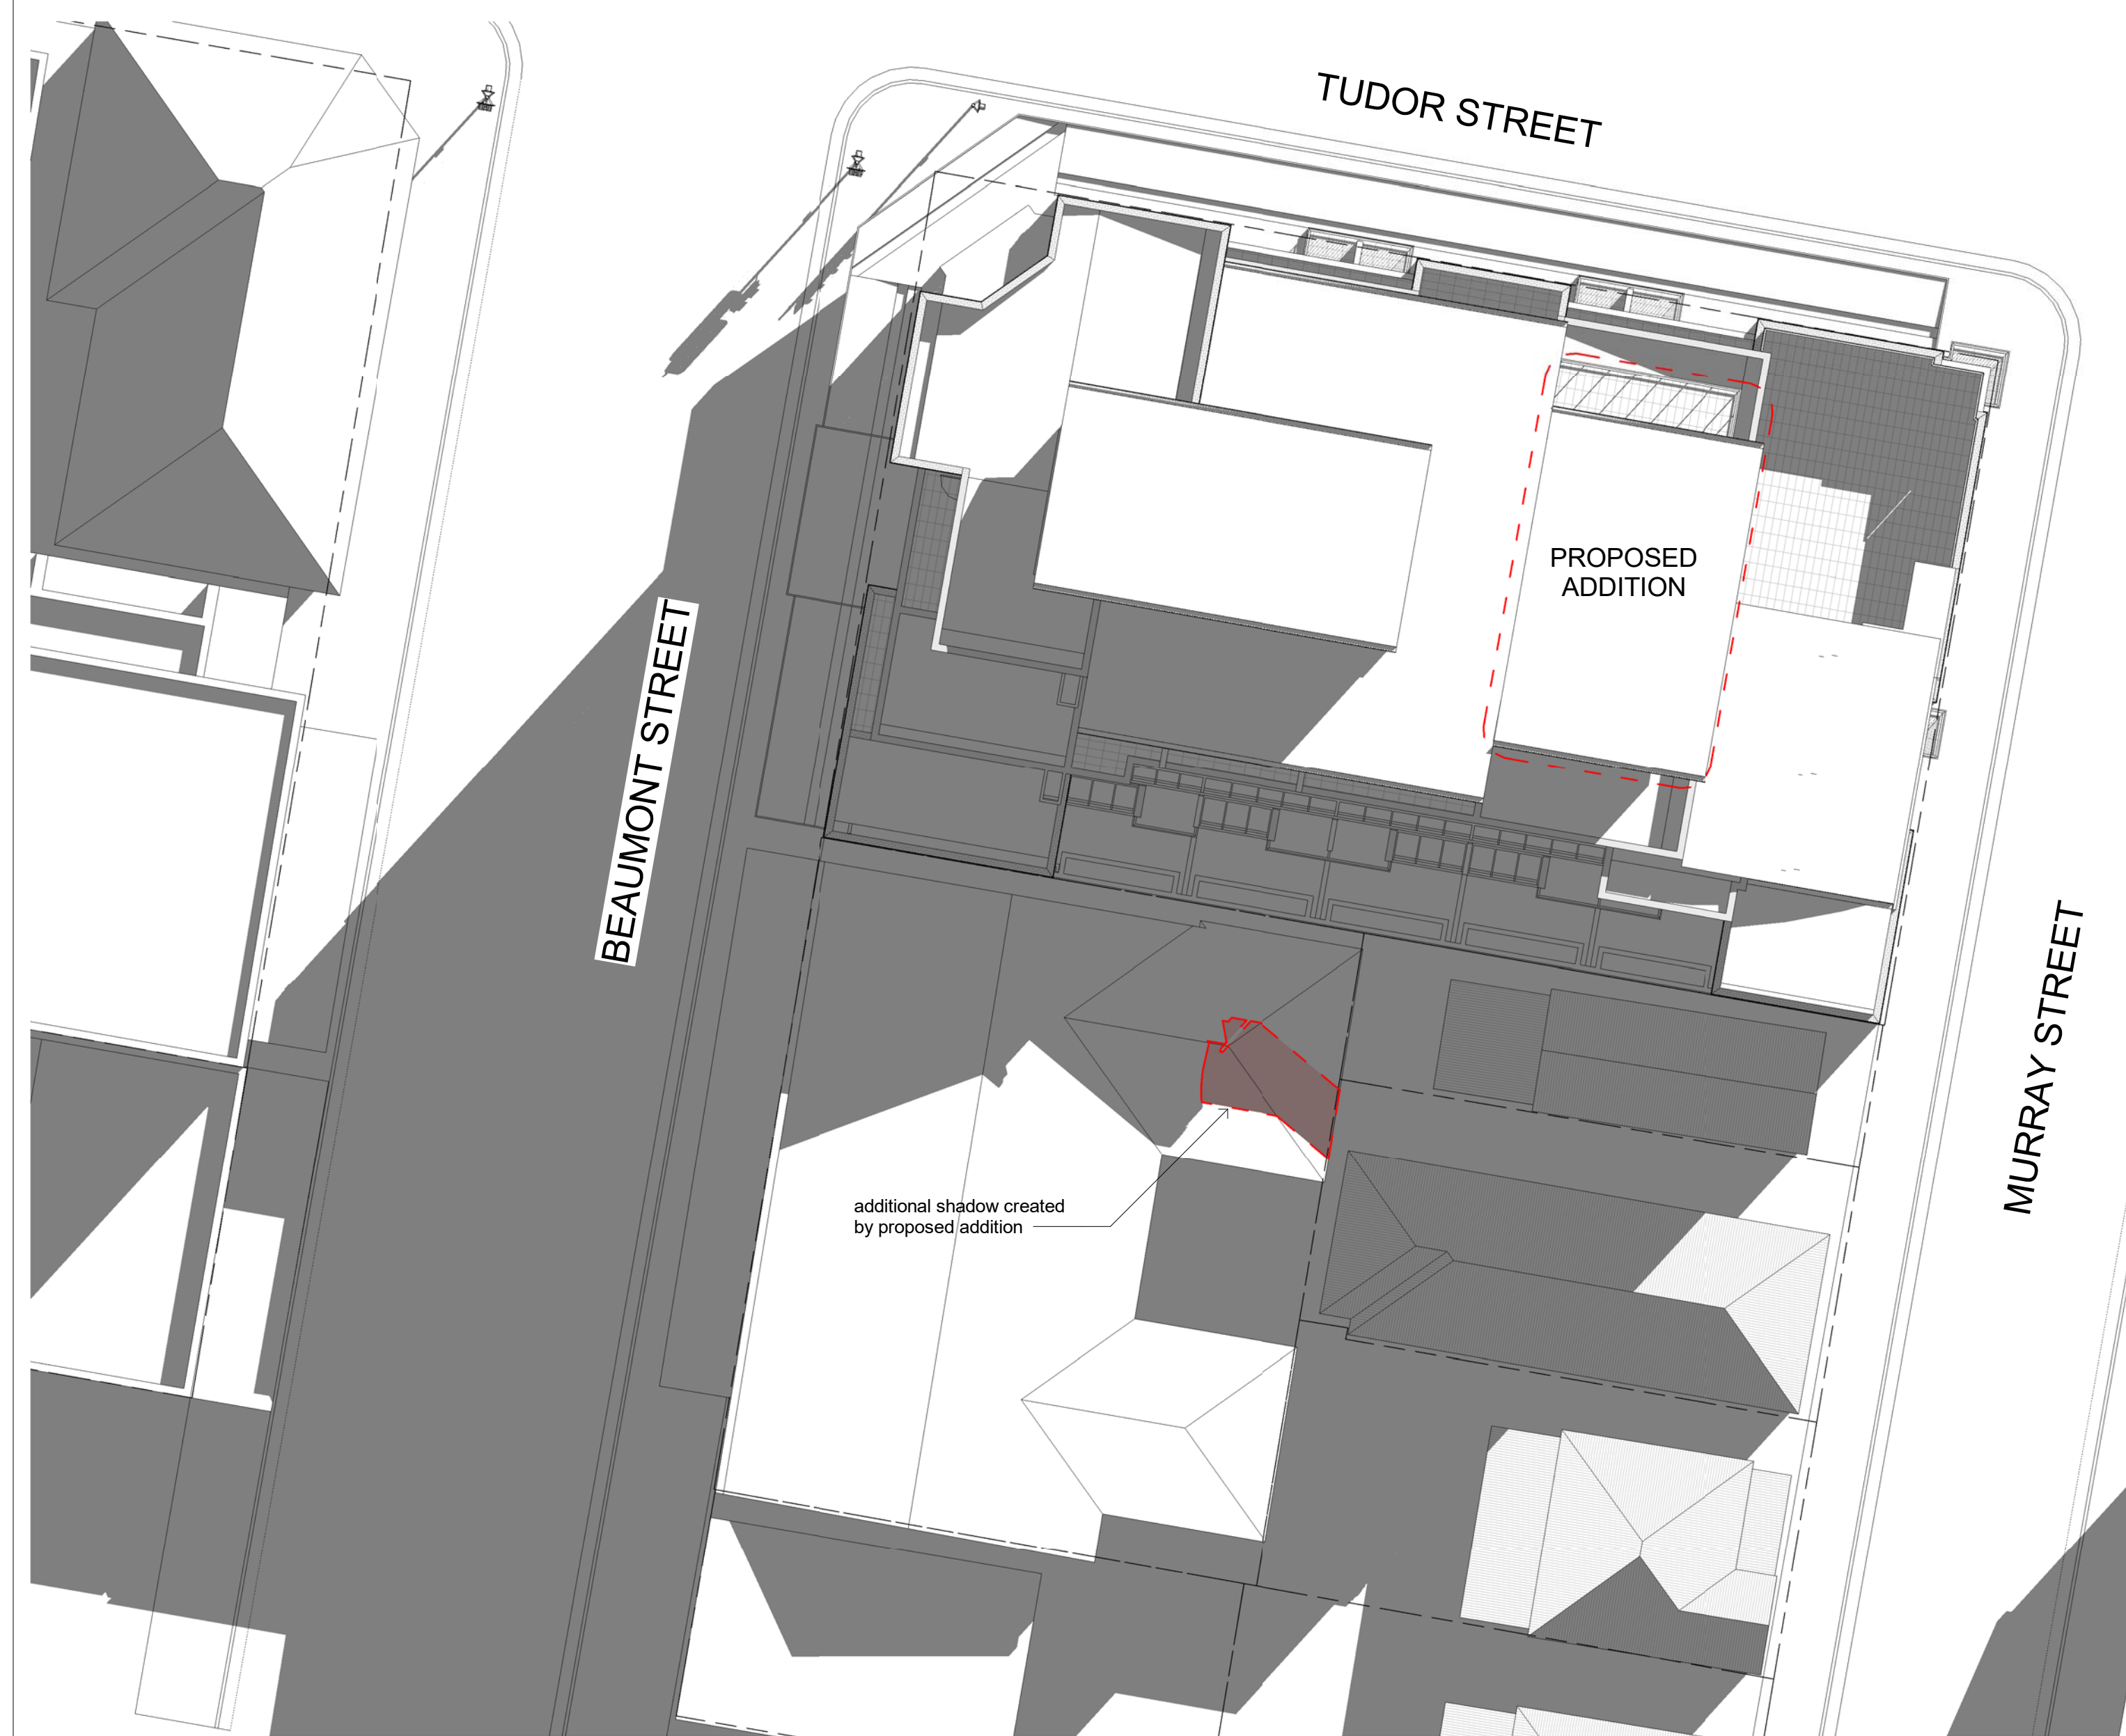 TUDOR STREET
PROPOSED
ADDITION
BEAUMONT STREET
MURRAY STREET
additional shadow created
by proposed addition